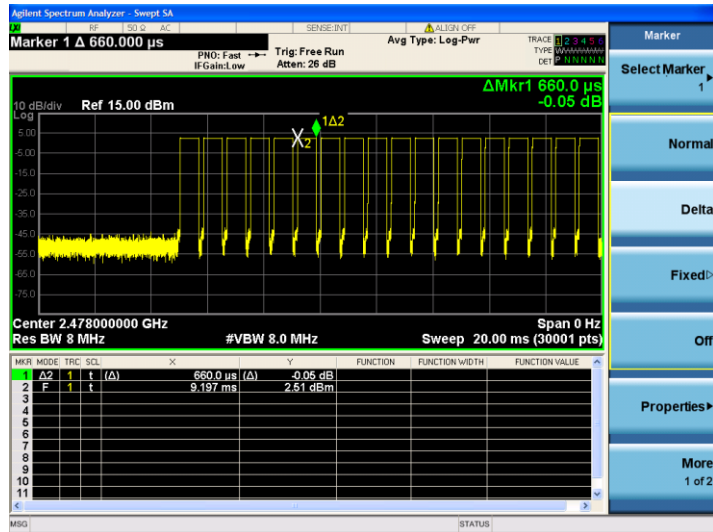 Agilent Spectrum Analyzer - Swept SA
LXI RF 50 Ω AC SENSE:INT ALIGN OFF
Marker 1 Δ 660.000 µs
Avg Type: Log-Pwr
TRACE 1 2 3 4 5 6
TYPE
DET P N N N N N
PNO: Fast
IFGain:Low
Trig: Free Run
Atten: 26 dB
ΔMkr1 660.0 µs
-0.05 dB
10 dB/div Ref 15.00 dBm
Log
1Δ2
5.00
X2
-5.00
-15.0
-25.0
-35.0
-45.0
-55.0
-65.0
-75.0
Center 2.478000000 GHz Span 0 Hz
Res BW 8 MHz #VBW 8.0 MHz Sweep 20.00 ms (30001 pts)
MKR MODE TRC SCL X Y FUNCTION FUNCTION WIDTH FUNCTION VALUE
1 Δ2 1 t (Δ) 660.0 µs (Δ) -0.05 dB
2 F 1 t 9.197 ms 2.51 dBm
3
4
5
6
7
8
9
10
11
MSG STATUS
Marker
Select Marker
1
Normal
Delta
Fixed
Off
Properties
More
1 of 2